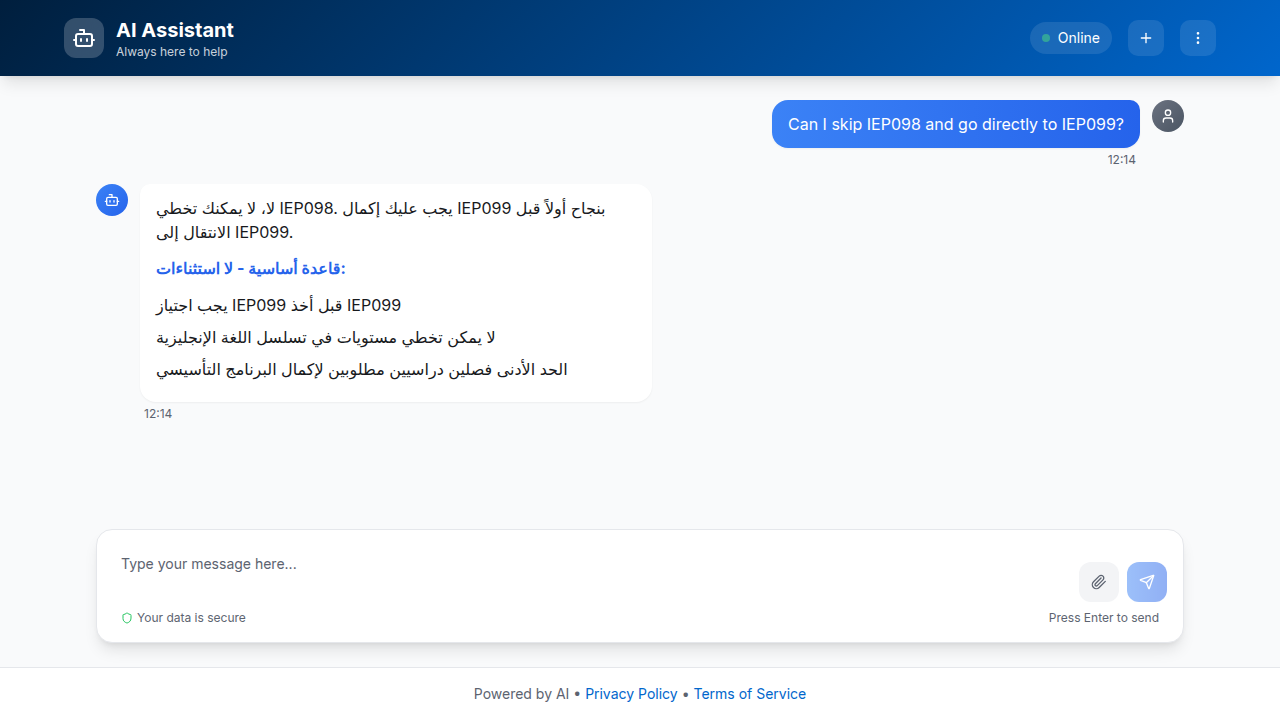 AI Assistant
Always here to help
Online
Can I skip IEP098 and go directly to IEP099?
12:14
لا، لا يمكنك تخطي IEP098. يجب عليك إكمال IEP099 بنجاح أولاً قبل
الانتقال إلى IEP099.
قاعدة أساسية - لا استثناءات:
يجب اجتياز IEP099 قبل أخذ IEP099
لا يمكن تخطي مستويات في تسلسل اللغة الإنجليزية
الحد الأدنى فصلين دراسيين مطلوبين لإكمال البرنامج التأسيسي
12:14
Type your message here...
Your data is secure
Press Enter to send
Powered by AI • Privacy Policy • Terms of Service